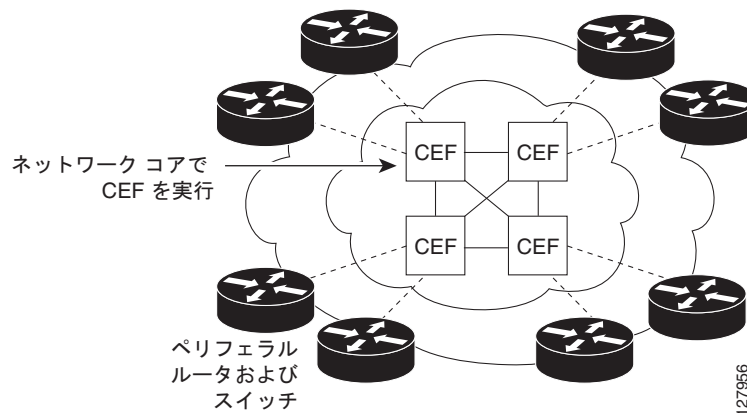 CEF
CEF
ネットワーク コアで
CEF を実行
CEF
CEF
ペリフェラル
ルータおよび
スイッチ
127956